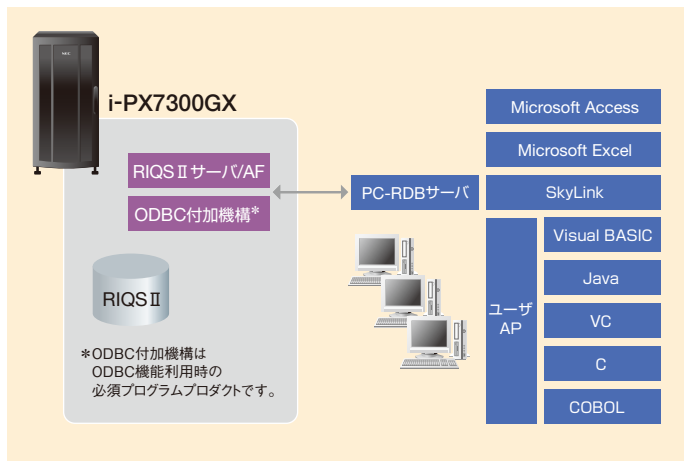 NEC
i-PX7300GX
RIQSⅡサーバ/AF
ODBC付加機構*
RIQSⅡ
*ODBC付加機構は
ODBC機能利用時の
必須プログラムプロダクトです。
PC-RDBサーバ
Microsoft Access
Microsoft Excel
SkyLink
ユーザ
AP
Visual BASIC
Java
VC
C
COBOL